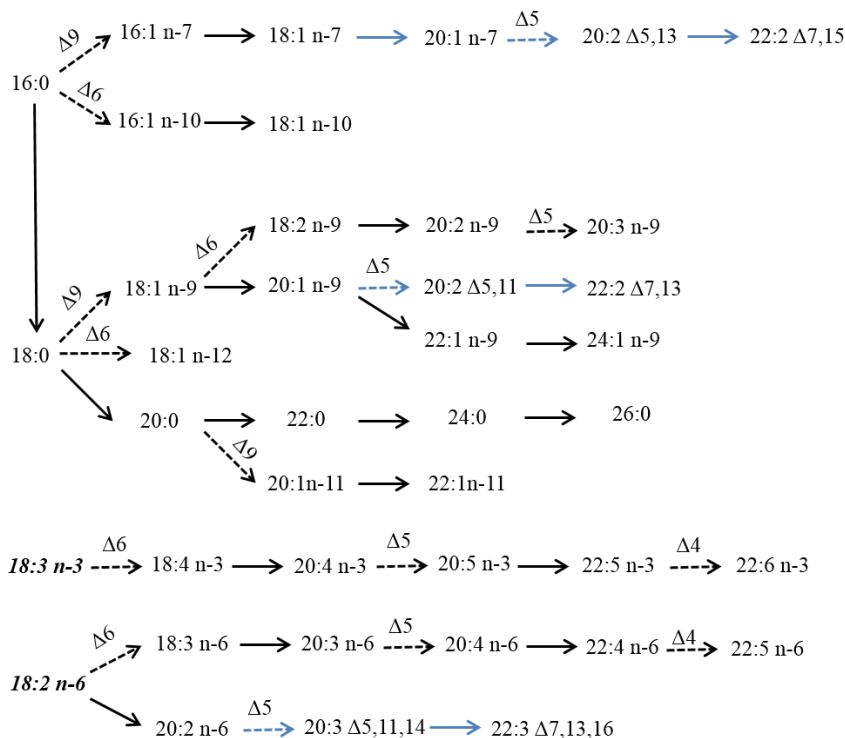 Δ9 16:1 n-7 18:1 n-7 20:1 n-7 Δ5 20:2 Δ5,13 22:2 Δ7,15
16:0
Δ6 16:1 n-10 18:1 n-10
18:2 n-9 20:2 n-9 Δ5 20:3 n-9
Δ6
Δ9 18:1 n-9 20:1 n-9 Δ5 20:2 Δ5,11 22:2 Δ7,13
22:1 n-9 24:1 n-9
18:0 Δ6 18:1 n-12
20:0 22:0 24:0 26:0
Δ9
20:1n-11 22:1n-11
18:3 n-3 Δ6 18:4 n-3 20:4 n-3 Δ5 20:5 n-3 22:5 n-3 Δ4 22:6 n-3
Δ6 18:3 n-6 20:3 n-6 Δ5 20:4 n-6 22:4 n-6 Δ4 22:5 n-6
18:2 n-6
20:2 n-6 Δ5 20:3 Δ5,11,14 22:3 Δ7,13,16